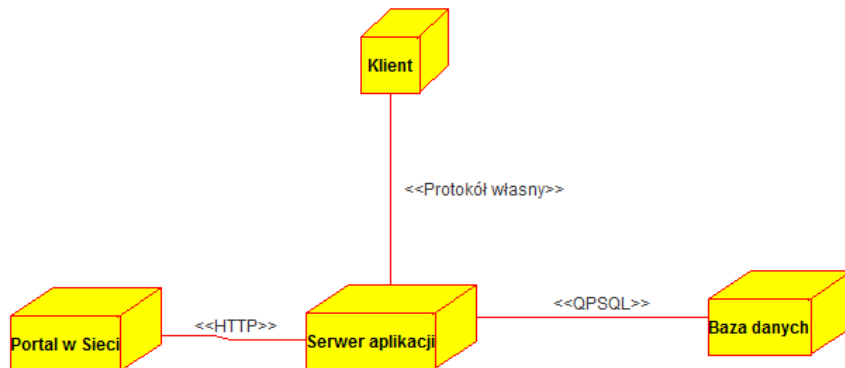 Klient
<<Protokół własny>>
<<HTTP>>
<<QPSQL>>
Portal w Sieci
Serwer aplikacji
Baza danych